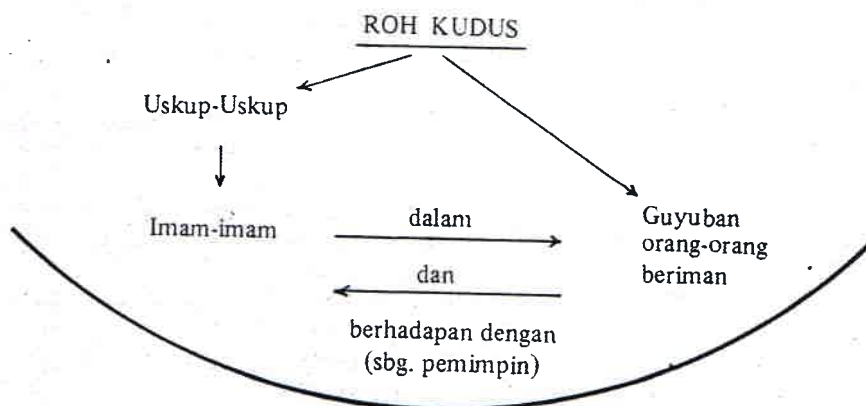 ROH KUDUS
Uskup-Uskup
Imam-imam
dalam
Guyuban
orang-orang
beriman
dan
berhadapan dengan
(sbg. pemimpin)